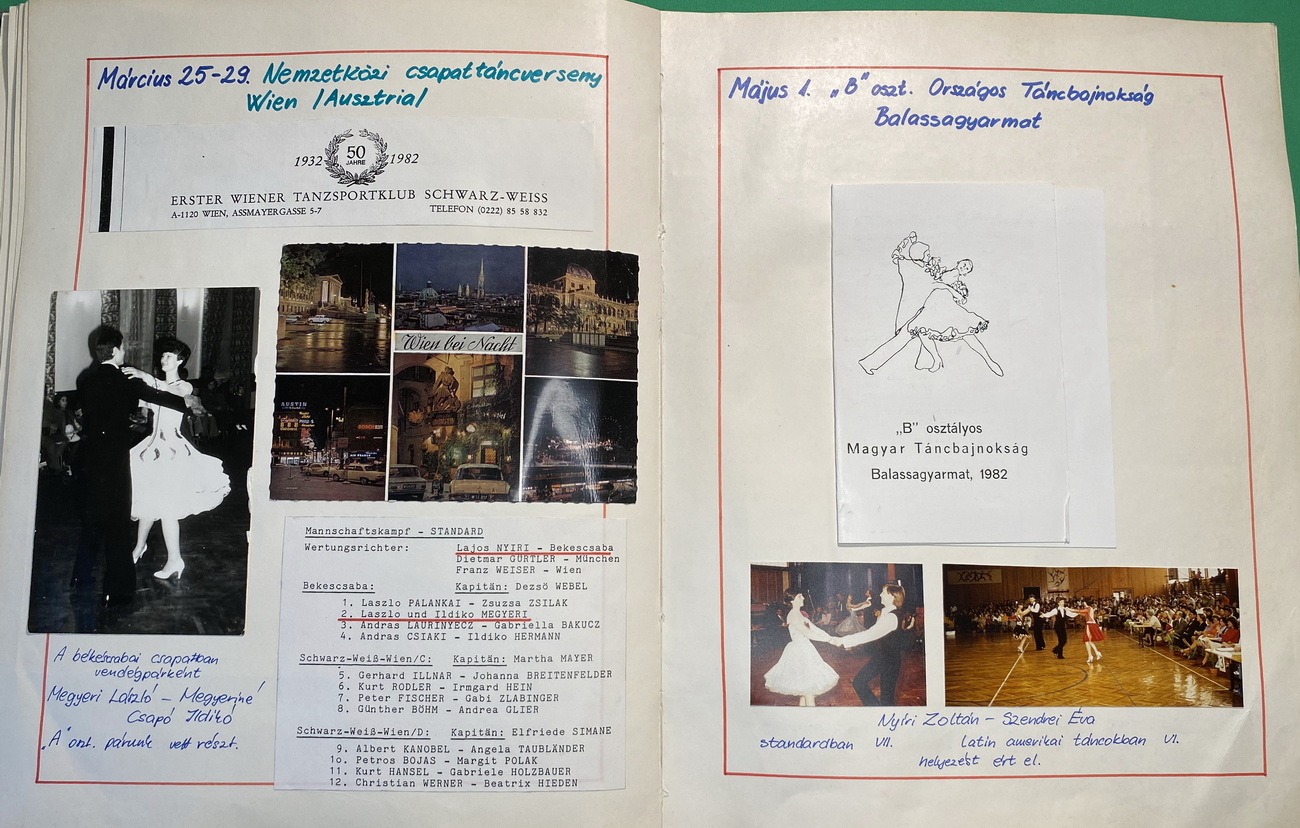 Március 25-29. Nemzetközi csapattáncverseny
Wien /Ausztria/
1932 50 JAHRE 1982
ERSTER WIENER TANZSPORTKLUB SCHWARZ-WEISS
A-1120 WIEN, ASSMAYERGASSE 5-7 TELEFON (0222) 85 58 832
Wien bei Nacht
AUSTIN
Mannschaftskampf - STANDARD
Wertungsrichter: Lajos NYIRI - Bekescsaba
Dietmar GÜRTLER - München
Franz WEISER - Wien
Bekescsaba: Kapitän: Dezsö WEBEL
1. Laszlo PALANKAI - Zsuzsa ZSILAK
2. Laszlo und Ildiko MEGYERI
3. Andras LAURINYECZ - Gabriella BAKUCZ
4. Andras CSIAKI - Ildiko HERMANN
Schwarz-Weiß-Wien/C: Kapitän: Martha MAYER
5. Gerhard ILLNAR - Johanna BREITENFELDER
6. Kurt RODLER - Irmgard HEIN
7. Peter FISCHER - Gabi ZLABINGER
8. Günther BÖHM - Andrea GLIER
Schwarz-Weiß-Wien/D: Kapitän: Elfriede SIMANE
9. Albert KANOBEL - Angela TAUBLÄNDER
1o. Petros BOJAS - Margit POLAK
11. Kurt HANSEL - Gabriele HOLZBAUER
12. Christian WERNER - Beatrix HIEDEN
A békéscsabai csapatban
vendégpárként
Megyeri László - Megyeriné
Csapó Ildikó
„A" oszt. párunk vett részt.
Május 1. „B" oszt. Országos Táncbajnokság
Balassagyarmat
„B" osztályos
Magyar Táncbajnokság
Balassagyarmat, 1982
Nyíri Zoltán - Szendrei Éva
standardban VII. Latin amerikai táncokban VI.
helyezést ért el.